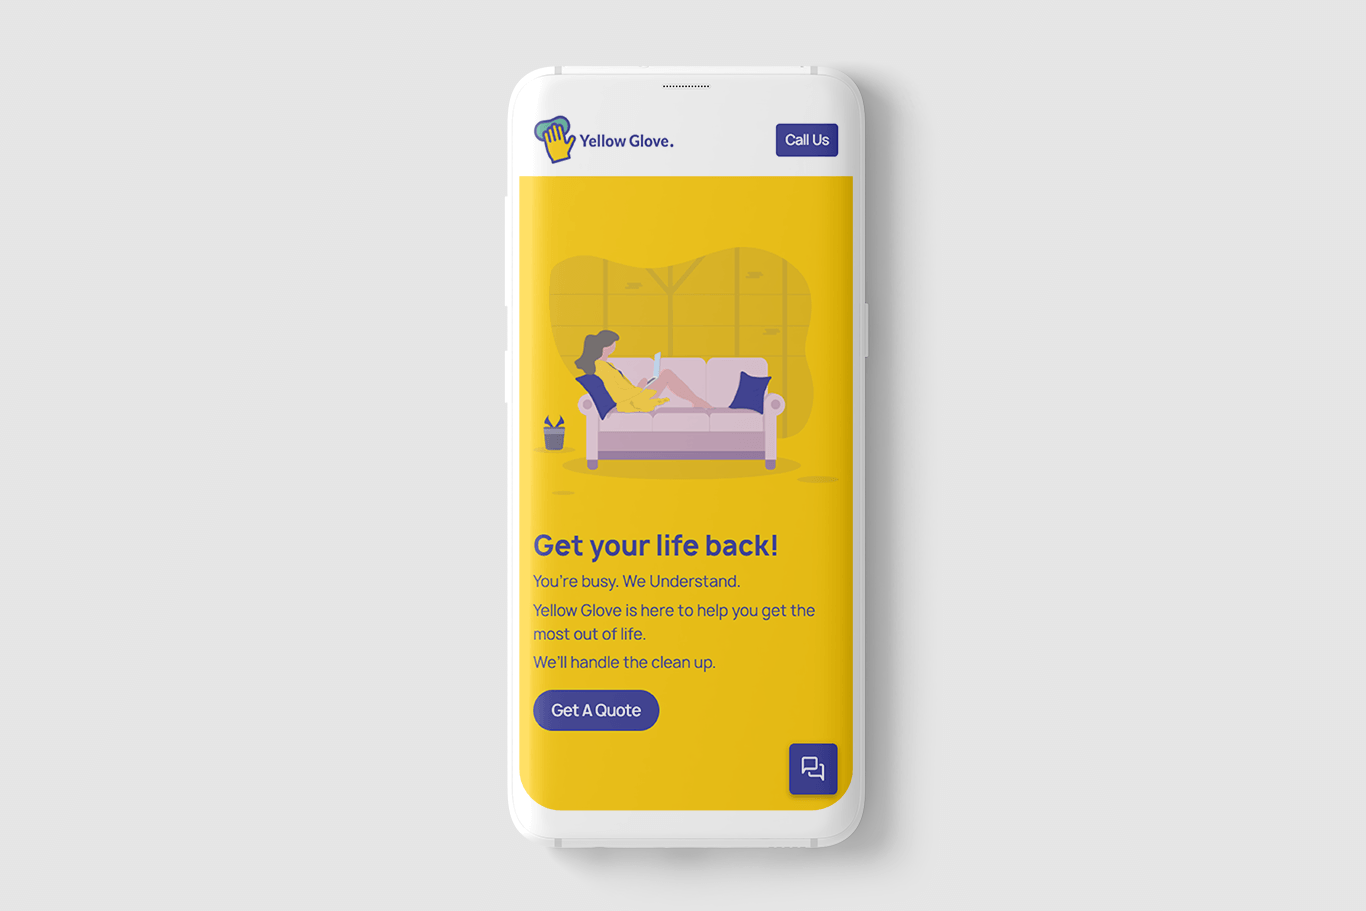 Yellow Glove.
Call Us
Get your life back!
You're busy. We Understand.
Yellow Glove is here to help you get the
most out of life.
We'll handle the clean up.
Get A Quote